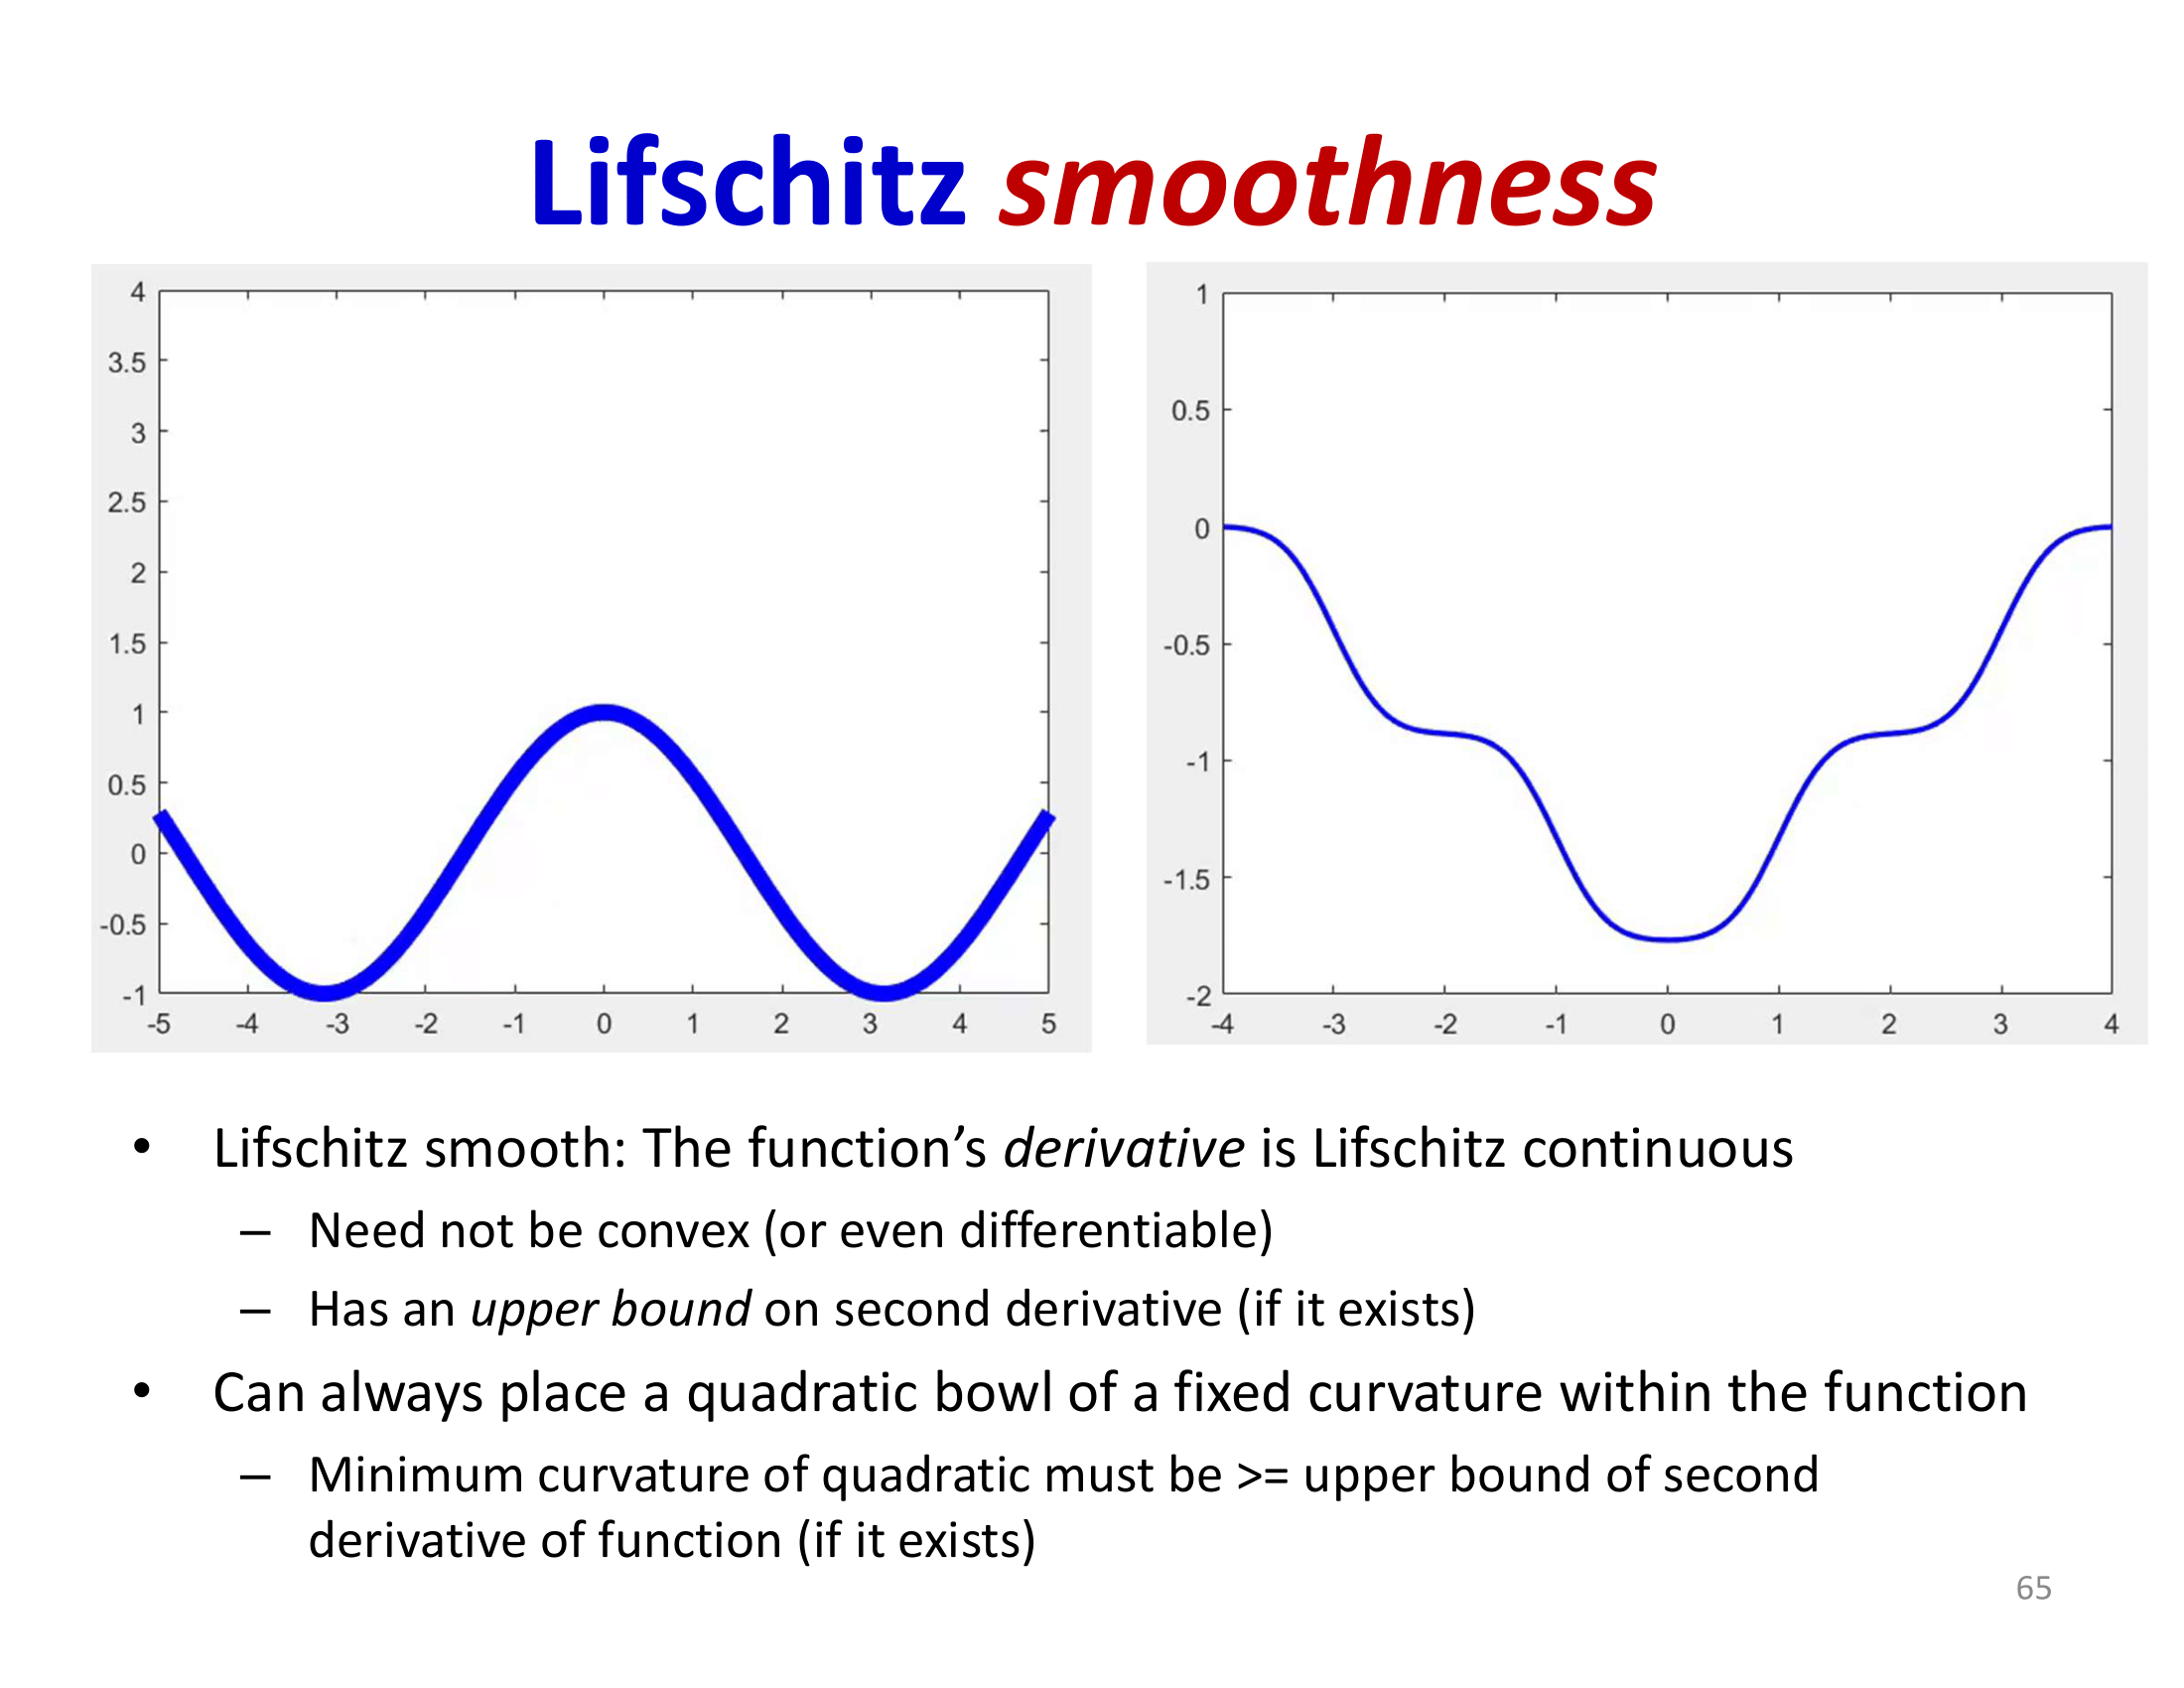 Lifschitz smoothness
4
3.5
3
2.5
2
1.5
1
0.5
0
-0.5
-1
-5 -4 -3 -2 -1 0 1 2 3 4 5
1
0.5
0
-0.5
-1
-1.5
-2
-4 -3 -2 -1 0 1 2 3 4
• Lifschitz smooth: The function’s derivative is Lifschitz continuous
– Need not be convex (or even differentiable)
– Has an upper bound on second derivative (if it exists)
• Can always place a quadratic bowl of a fixed curvature within the function
– Minimum curvature of quadratic must be >= upper bound of second
derivative of function (if it exists)
65